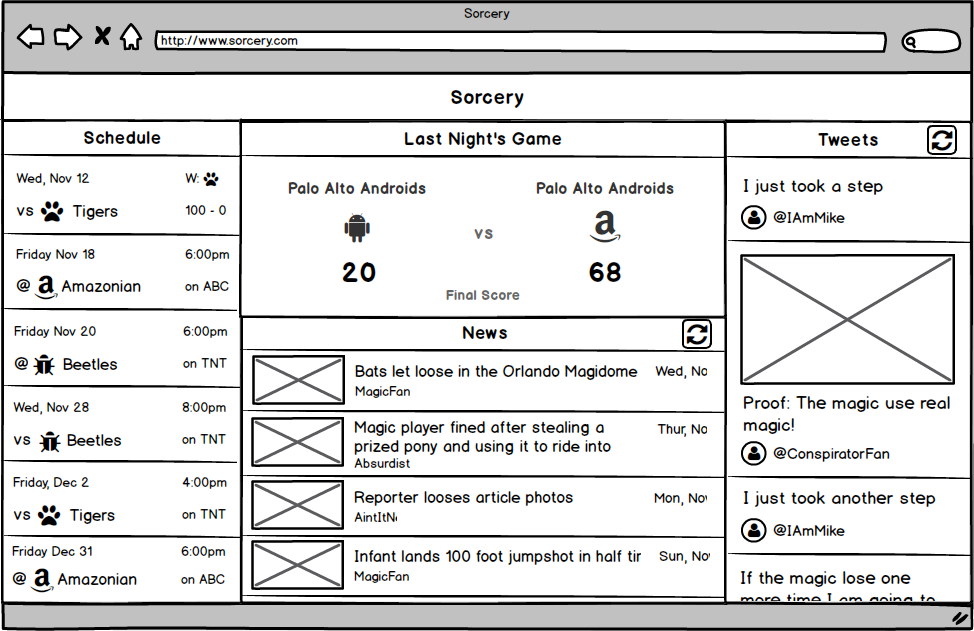 Sorcery
http://www.sorcery.com
Sorcery
Schedule
Wed, Nov 12
W:
vs Tigers
100 - 0
Friday Nov 18
6:00pm
@ Amazonian
on ABC
Friday Nov 20
6:00pm
@ Beetles
on TNT
Wed, Nov 28
8:00pm
vs Beetles
on TNT
Friday, Dec 2
4:00pm
vs Tigers
on TNT
Friday Dec 31
6:00pm
@ Amazonian
on ABC
Last Night's Game
Palo Alto Androids
Palo Alto Androids
vs
20
68
Final Score
News
Bats let loose in the Orlando Magidome
Wed, No
MagicFan
Magic player fined after stealing a
Thur, No
prized pony and using it to ride into
Absurdist
Reporter looses article photos
Mon, No
AintItN
Infant lands 100 foot jumpshot in half tir
Sun, No
MagicFan
Tweets
I just took a step
@IAmMike
Proof: The magic use real
magic!
@ConspiratorFan
I just took another step
@IAmMike
If the magic lose one
more time I am going to